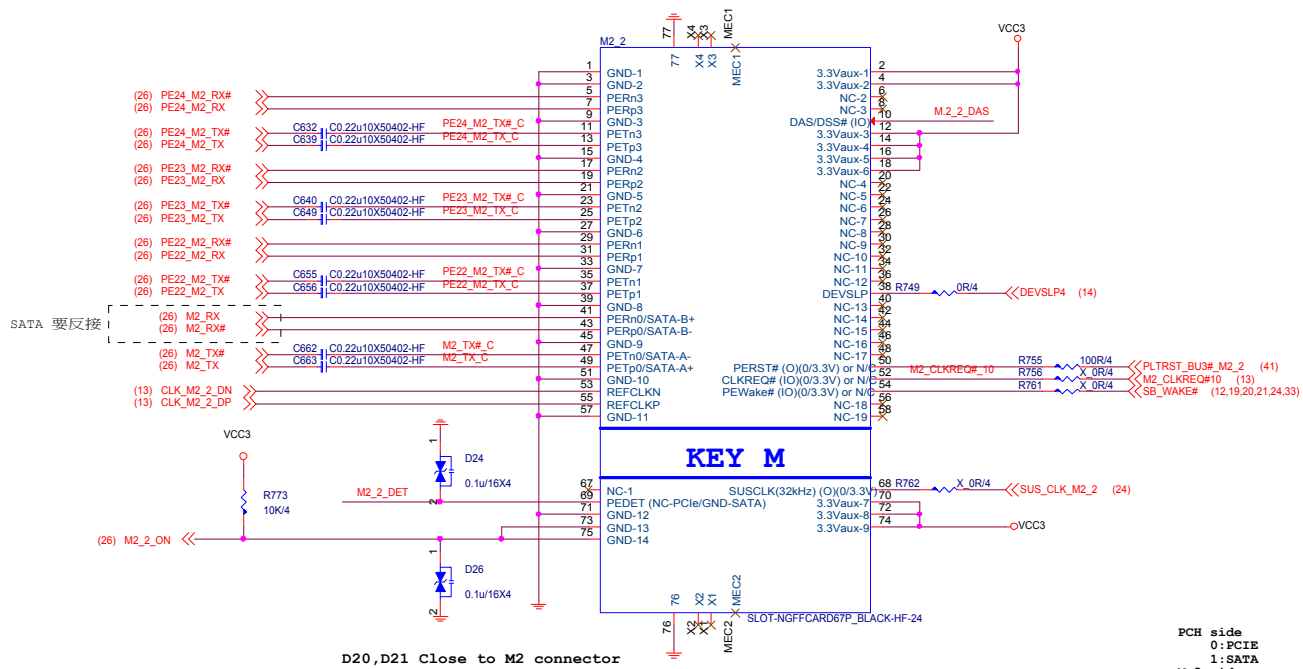 VCC3
M2_2
77
X4
X3
MEC1
77
X4
X3
MEC1
1 GND-1 3.3Vaux-1 2
3 GND-2 3.3Vaux-2 4
(26) PE24_M2_RX# 5 PERn3 NC-2 6
(26) PE24_M2_RX 7 PERp3 NC-3 8
9 GND-3 DAS/DSS# (IO) 10 M.2_2_DAS
(26) PE24_M2_TX# C632 C0.22u10X50402-HF PE24_M2_TX#_C 11 PETn3 3.3Vaux-3 12
(26) PE24_M2_TX C639 C0.22u10X50402-HF PE24_M2_TX_C 13 PETp3 3.3Vaux-4 14
15 GND-4 3.3Vaux-5 16
(26) PE23_M2_RX# 17 PERn2 3.3Vaux-6 18
(26) PE23_M2_RX 19 PERp2 NC-4 20
21 GND-5 NC-5 22
(26) PE23_M2_TX# C640 C0.22u10X50402-HF PE23_M2_TX#_C 23 PETn2 NC-6 24
(26) PE23_M2_TX C649 C0.22u10X50402-HF PE23_M2_TX_C 25 PETp2 NC-7 26
27 GND-6 NC-8 28
(26) PE22_M2_RX# 29 PERn1 NC-9 30
(26) PE22_M2_RX 31 PERp1 NC-10 32
33 GND-7 NC-11 34
(26) PE22_M2_TX# C655 C0.22u10X50402-HF PE22_M2_TX#_C 35 PETn1 NC-12 36
(26) PE22_M2_TX C656 C0.22u10X50402-HF PE22_M2_TX_C 37 PETp1 DEVSLP 38 R749 0R/4 DEVSLP4 (14)
39 GND-8 NC-13 40
SATA 要反接 (26) M2_RX 41 PERn0/SATA-B+ NC-14 42
(26) M2_RX# 43 PERp0/SATA-B- NC-15 44
45 GND-9 NC-16 46
(26) M2_TX# C662 C0.22u10X50402-HF M2_TX#_C 47 PETn0/SATA-A- NC-17 48
(26) M2_TX C663 C0.22u10X50402-HF M2_TX_C 49 PETp0/SATA-A+ PERST# (O)(0/3.3V) or N/C 50 R755 100R/4 PLTRST_BU3#_M2_2 (41)
51 GND-10 CLKREQ# (IO)(0/3.3V) or N/C 52 M2_CLKREQ#_10 R756 X_0R/4 M2_CLKREQ#10 (13)
(13) CLK_M2_2_DN 53 REFCLKN PEWake# (IO)(0/3.3V) or N/C 54 R761 X_0R/4 SB_WAKE# (12,19,20,21,24,33)
(13) CLK_M2_2_DP 55 REFCLKP NC-18 56
57 GND-11 NC-19 58
KEY M
VCC3
1
D24
0.1u/16X4
2
R773
10K/4
67 NC-1 SUSCLK(32kHz) (O)(0/3.3V) 68 R762 X_0R/4 SUS_CLK_M2_2 (24)
M2_2_DET 69 PEDET (NC-PCIe/GND-SATA) 3.3Vaux-7 70
71 GND-12 3.3Vaux-8 72
73 GND-13 3.3Vaux-9 74 VCC3
(26) M2_2_ON 75 GND-14
1
D26
0.1u/16X4
2
76
X2
X1
MEC2
76
X2
X1
MEC2
SLOT-NGFFCARD67P_BLACK-HF-24
D20,D21 Close to M2 connector
PCH side
0:PCIE
1:SATA